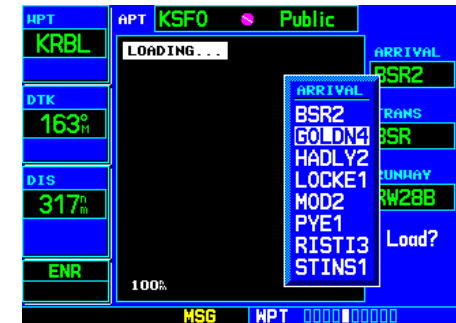 WPT
KRBL
DTK
163°M
DIS
317nm
ENR
APT KSFO Public
LOADING...
100%
ARRIVAL
BSR2
TRANS
BSR
RUNWAY
RW28B
Load?
ARRIVAL
BSR2
GOLDN4
HADLY2
LOCKE1
MOD2
PYE1
RISTI3
STINS1
MSG
WPT